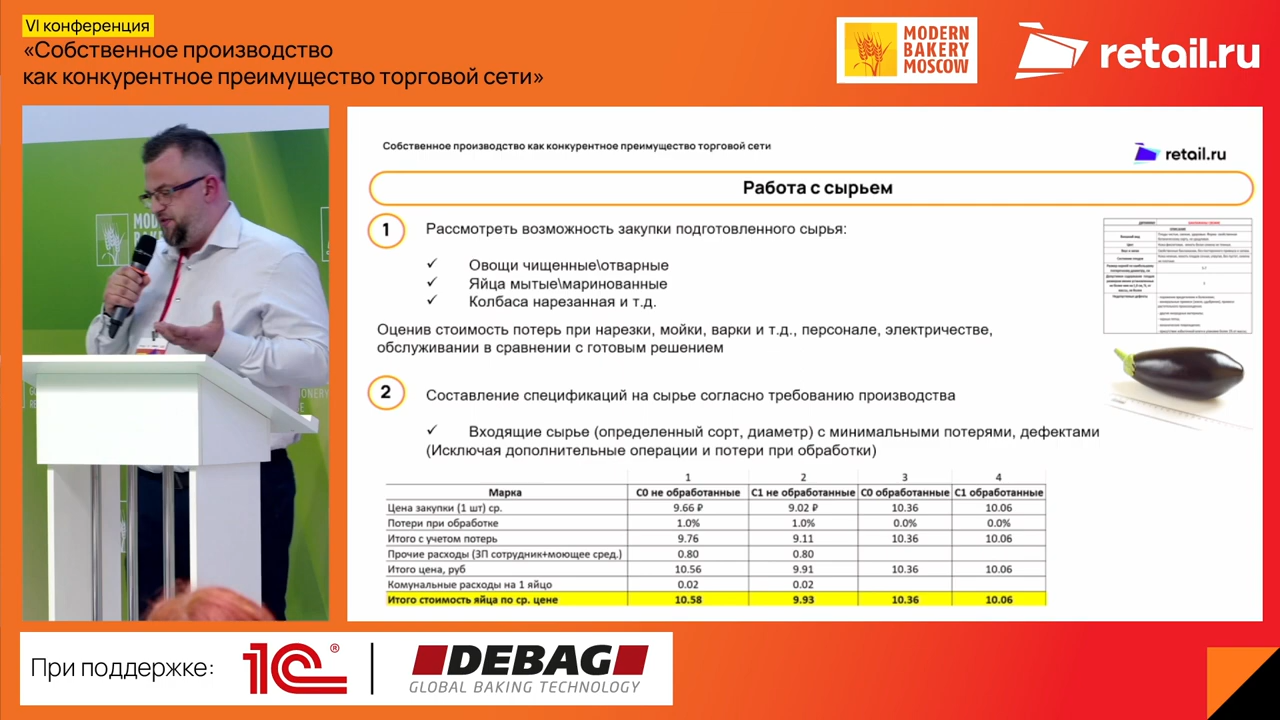 VI конференция
«Собственное производство
как конкурентное преимущество торговой сети»
MODERN
BAKERY
MOSCOW
retail.ru
Собственное производство как конкурентное преимущество торговой сети
retail.ru
Работа с сырьем
1
Рассмотреть возможность закупки подготовленного сырья:
✓ Овощи чищенные\отварные
✓ Яйца мытые\маринованные
✓ Колбаса нарезанная и т.д.
Оценив стоимость потерь при нарезки, мойки, варки и т.д., персонале, электричестве,
обслуживании в сравнении с готовым решением
2
Составление спецификаций на сырье согласно требованию производства
✓ Входящие сырье (определенный сорт, диаметр) с минимальными потерями, дефектами
(Исключая дополнительные операции и потери при обработки)
1 2 3 4
Марка С0 не обработанные С1 не обработанные С0 обработанные С1 обработанные
Цена закупки (1 шт) ср. 9.66 ₽ 9.02 ₽ 10.36 10.06
Потери при обработке 1.0% 1.0% 0.0% 0.0%
Итого с учетом потерь 9.76 9.11 10.36 10.06
Прочие расходы (ЗП сотрудник+моющее сред.) 0.80 0.80
Итого цена, руб 10.56 9.91 10.36 10.06
Комунальные расходы на 1 яйцо 0.02 0.02
Итого стоимость яйца по ср. цене 10.58 9.93 10.36 10.06
При поддержке:
1С®
DEBAG
GLOBAL BAKING TECHNOLOGY